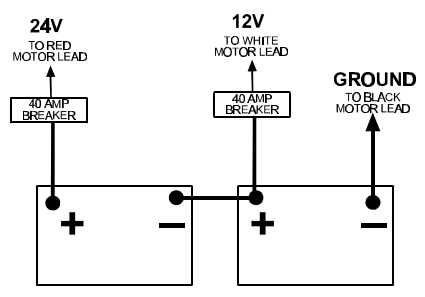 24V
TO RED
MOTOR LEAD
40 AMP
BREAKER
12V
TO WHITE
MOTOR LEAD
40 AMP
BREAKER
GROUND
TO BLACK
MOTOR LEAD
+
−
+
−